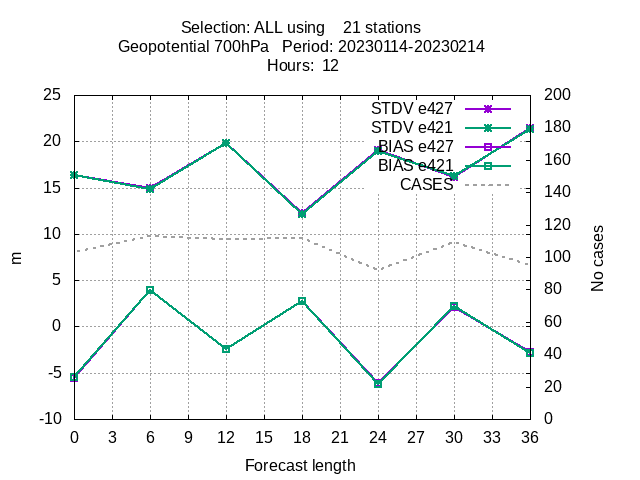 Selection: ALL using    21 stations
Geopotential 700hPa   Period: 20230114-20230214
Hours:  12
STDV e427
STDV e421
BIAS e427
BIAS e421
CASES
25
20
15
10
5
0
-5
-10
m
200
180
160
140
120
100
80
60
40
20
0
No cases
0 3 6 9 12 15 18 21 24 27 30 33 36
Forecast length